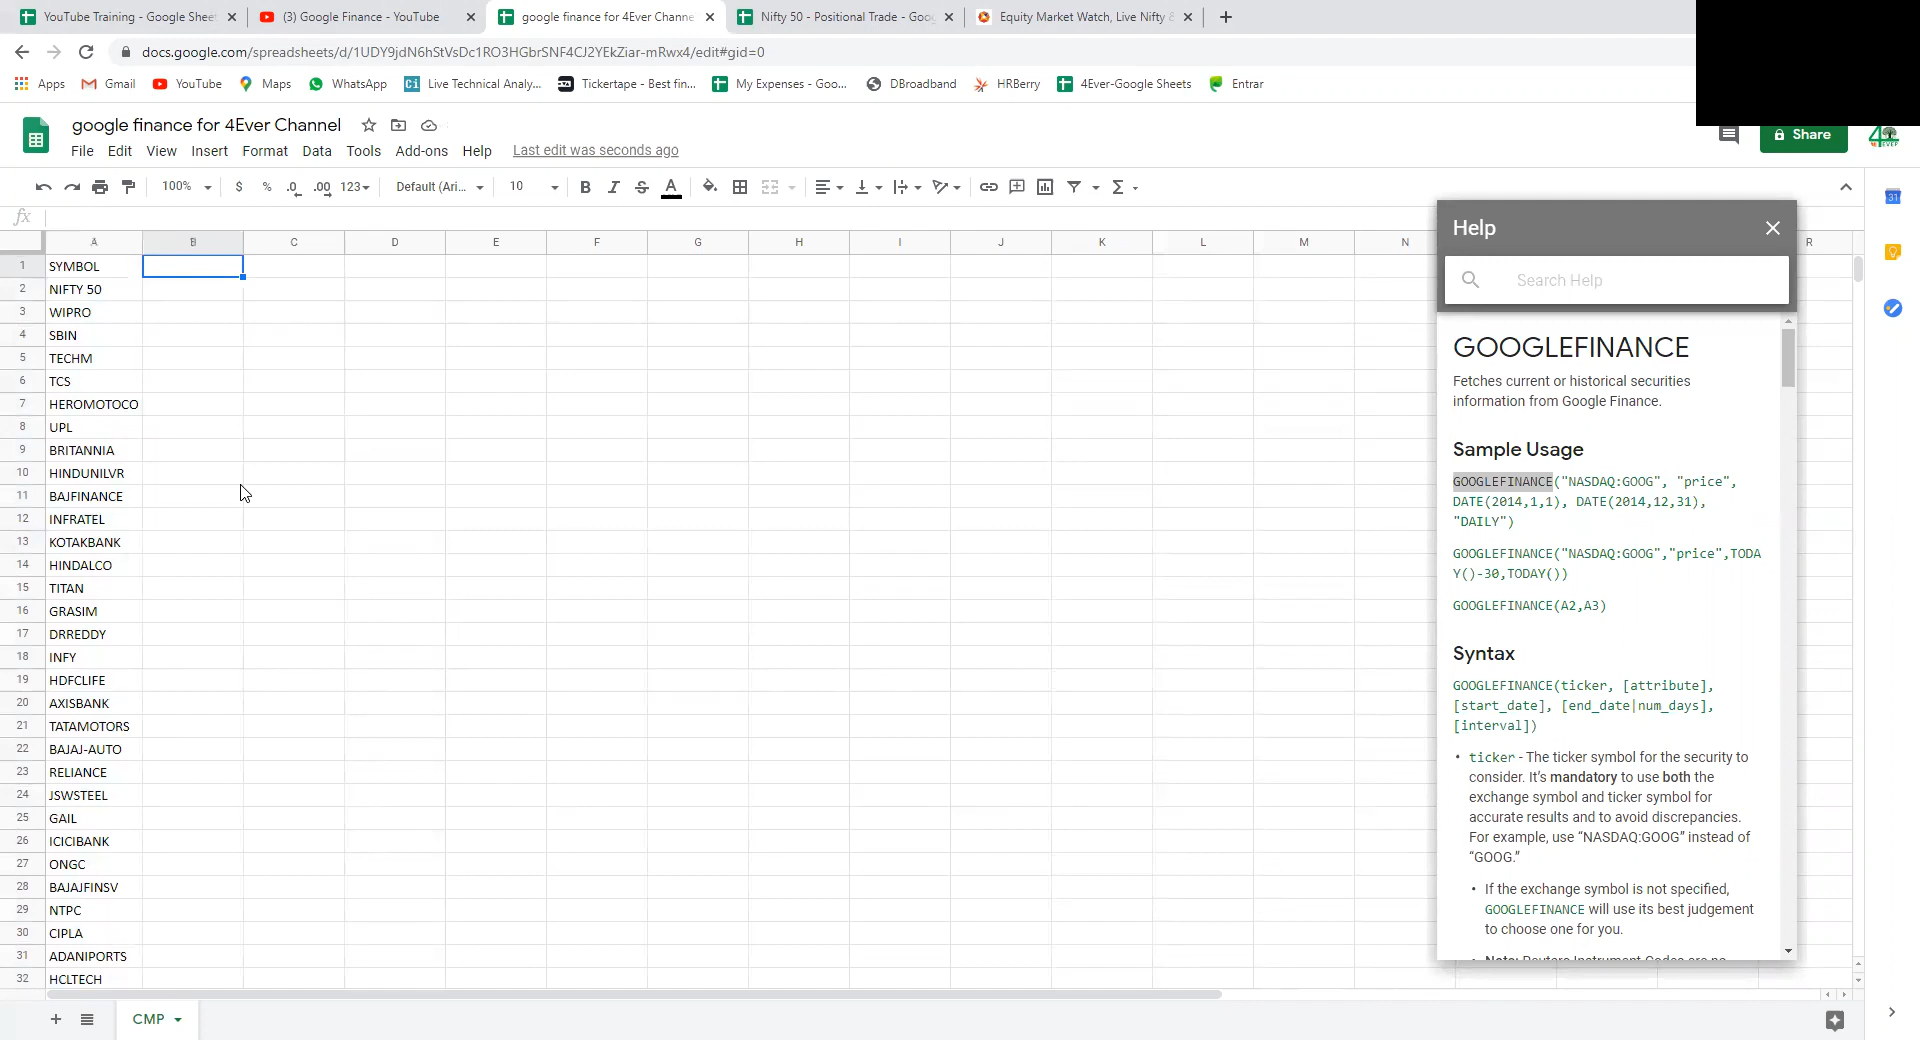 YouTube Training - Google Sheet
(3) Google Finance - YouTube
google finance for 4Ever Channe
Nifty 50 - Positional Trade - Goo
Equity Market Watch, Live Nifty
docs.google.com/spreadsheets/d/1UDY9jdN6hStVsDc1RO3HGbrSNF4CJ2YEkZiar-mRwx4/edit#gid=0
Apps Gmail YouTube Maps WhatsApp Live Technical Analy... Tickertape - Best fin... My Expenses - Goo... DBroadband HRBerry 4Ever-Google Sheets Entrar
google finance for 4Ever Channel
Share
File Edit View Insert Format Data Tools Add-ons Help Last edit was seconds ago
100% $ % .0 .00 123 Default (Ari... 10 B I S A
fx
A B C D E F G H I J K L M N R
1 SYMBOL
2 NIFTY 50
3 WIPRO
4 SBIN
5 TECHM
6 TCS
7 HEROMOTOCO
8 UPL
9 BRITANNIA
10 HINDUNILVR
11 BAJFINANCE
12 INFRATEL
13 KOTAKBANK
14 HINDALCO
15 TITAN
16 GRASIM
17 DRREDDY
18 INFY
19 HDFCLIFE
20 AXISBANK
21 TATAMOTORS
22 BAJAJ-AUTO
23 RELIANCE
24 JSWSTEEL
25 GAIL
26 ICICIBANK
27 ONGC
28 BAJAJFINSV
29 NTPC
30 CIPLA
31 ADANIPORTS
32 HCLTECH
CMP
Help
Search Help
GOOGLEFINANCE
Fetches current or historical securities
information from Google Finance.
Sample Usage
GOOGLEFINANCE("NASDAQ:GOOG", "price",
DATE(2014,1,1), DATE(2014,12,31),
"DAILY")
GOOGLEFINANCE("NASDAQ:GOOG","price",TODA
Y()-30,TODAY())
GOOGLEFINANCE(A2,A3)
Syntax
GOOGLEFINANCE(ticker, [attribute],
[start_date], [end_date|num_days],
[interval])
• ticker - The ticker symbol for the security to
consider. It's mandatory to use both the
exchange symbol and ticker symbol for
accurate results and to avoid discrepancies.
For example, use “NASDAQ:GOOG” instead of
“GOOG.”
• If the exchange symbol is not specified,
GOOGLEFINANCE will use its best judgement
to choose one for you.